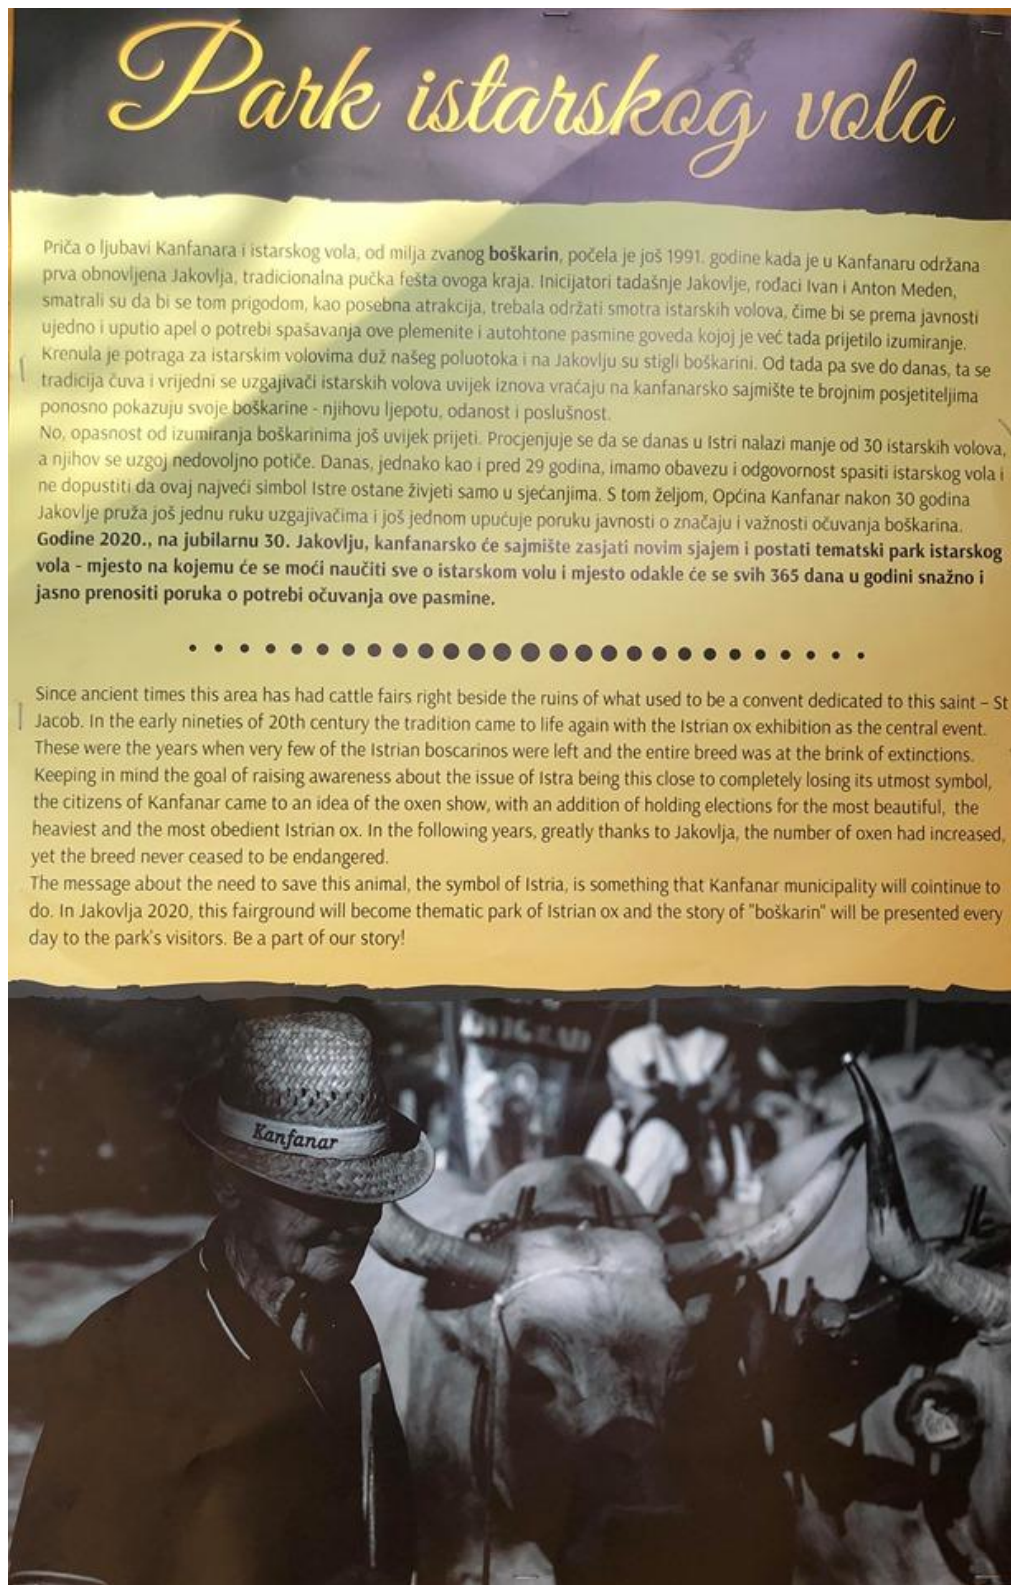 Park istarskog vola
Priča o ljubavi Kanfanara i istarskog vola, od milja zvanog boškarin, počela je još 1991. godine kada je u Kanfanaru održana
prva obnovljena Jakovlja, tradicionalna pučka fešta ovoga kraja. Inicijatori tadašnje Jakovlje, rođaci Ivan i Anton Meden,
smatrali su da bi se tom prigodom, kao posebna atrakcija, trebala održati smotra istarskih volova, čime bi se prema javnosti
ujedno i uputio apel o potrebi spašavanja ove plemenite i autohtone pasmine goveda kojoj je već tada prijetilo izumiranje.
Krenula je potraga za istarskim volovima duž našeg poluotoka i na Jakovlju su stigli boškarini. Od tada pa sve do danas, ta se
tradicija čuva i vrijedni se uzgajivači istarskih volova uvijek iznova vraćaju na kanfanarsko sajmište te brojnim posjetiteljima
ponosno pokazuju svoje boškarine - njihovu ljepotu, odanost i poslušnost.
No, opasnost od izumiranja boškarinima još uvijek prijeti. Procjenjuje se da se danas u Istri nalazi manje od 30 istarskih volova,
a njihov se uzgoj nedovoljno potiče. Danas, jednako kao i pred 29 godina, imamo obavezu i odgovornost spasiti istarskog vola i
ne dopustiti da ovaj najveći simbol Istre ostane živjeti samo u sjećanjima. S tom željom, Općina Kanfanar nakon 30 godina
Jakovlje pruža još jednu ruku uzgajivačima i još jednom upućuje poruku javnosti o značaju i važnosti očuvanja boškarina.
Godine 2020., na jubilarnu 30. Jakovlju, kanfanarsko će sajmište zasjati novim sjajem i postati tematski park istarskog
vola - mjesto na kojemu će se moći naučiti sve o istarskom volu i mjesto odakle će se svih 365 dana u godini snažno i
jasno prenositi poruka o potrebi očuvanja ove pasmine.
Since ancient times this area has had cattle fairs right beside the ruins of what used to be a convent dedicated to this saint – St
Jacob. In the early nineties of 20th century the tradition came to life again with the Istrian ox exhibition as the central event.
These were the years when very few of the Istrian boscarinos were left and the entire breed was at the brink of extinctions.
Keeping in mind the goal of raising awareness about the issue of Istra being this close to completely losing its utmost symbol,
the citizens of Kanfanar came to an idea of the oxen show, with an addition of holding elections for the most beautiful, the
heaviest and the most obedient Istrian ox. In the following years, greatly thanks to Jakovlja, the number of oxen had increased,
yet the breed never ceased to be endangered.
The message about the need to save this animal, the symbol of Istria, is something that Kanfanar municipality will cointinue to
do. In Jakovlja 2020, this fairground will become thematic park of Istrian ox and the story of "boškarin" will be presented every
day to the park's visitors. Be a part of our story!
Kanfanar